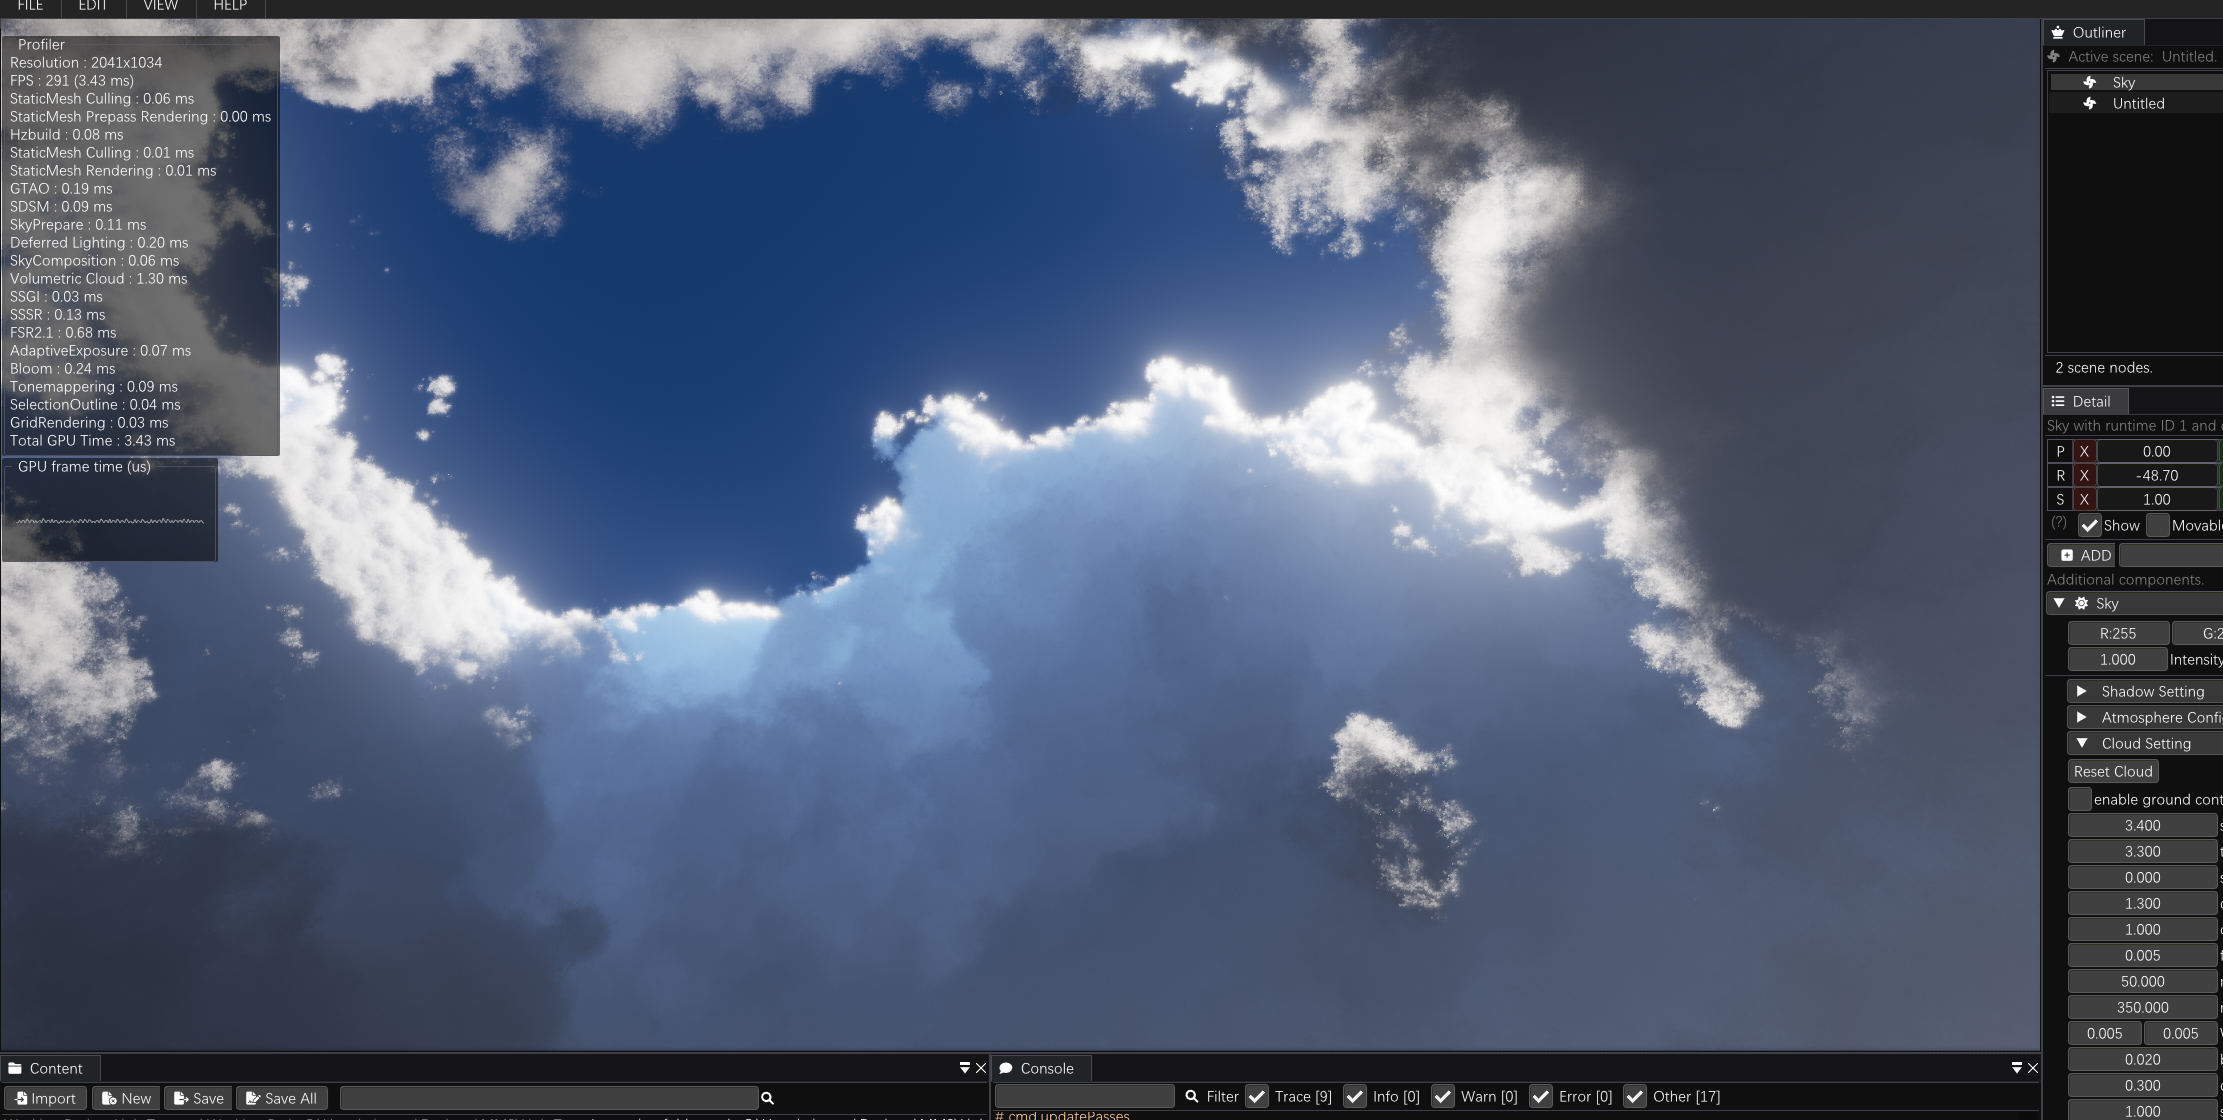 FILE EDIT VIEW HELP
Profiler
Resolution : 2041x1034
FPS : 291 (3.43 ms)
StaticMesh Culling : 0.06 ms
StaticMesh Prepass Rendering : 0.00 ms
Hzbuild : 0.08 ms
StaticMesh Culling : 0.01 ms
StaticMesh Rendering : 0.01 ms
GTAO : 0.19 ms
SDSM : 0.09 ms
SkyPrepare : 0.11 ms
Deferred Lighting : 0.20 ms
SkyComposition : 0.06 ms
Volumetric Cloud : 1.30 ms
SSGI : 0.03 ms
SSSR : 0.13 ms
FSR2.1 : 0.68 ms
AdaptiveExposure : 0.07 ms
Bloom : 0.24 ms
Tonemappering : 0.09 ms
SelectionOutline : 0.04 ms
GridRendering : 0.03 ms
Total GPU Time : 3.43 ms
GPU frame time (us)
Outliner
Active scene: Untitled.
Sky
Untitled
2 scene nodes.
Detail
Sky with runtime ID 1 and
P X 0.00
R X -48.70
S X 1.00
(?) Show Movabl
ADD
Additional components.
Sky
R:255 G:2
1.000 Intensity
Shadow Setting
Atmosphere Confi
Cloud Setting
Reset Cloud
enable ground cont
3.400
3.300
0.000
1.300
1.000
0.005
50.000
350.000
0.005 0.005
0.020
0.300
1.000
Content
Import New Save Save All
Console
Filter Trace [9] Info [0] Warn [0] Error [0] Other [17]
# cmd updatePasses